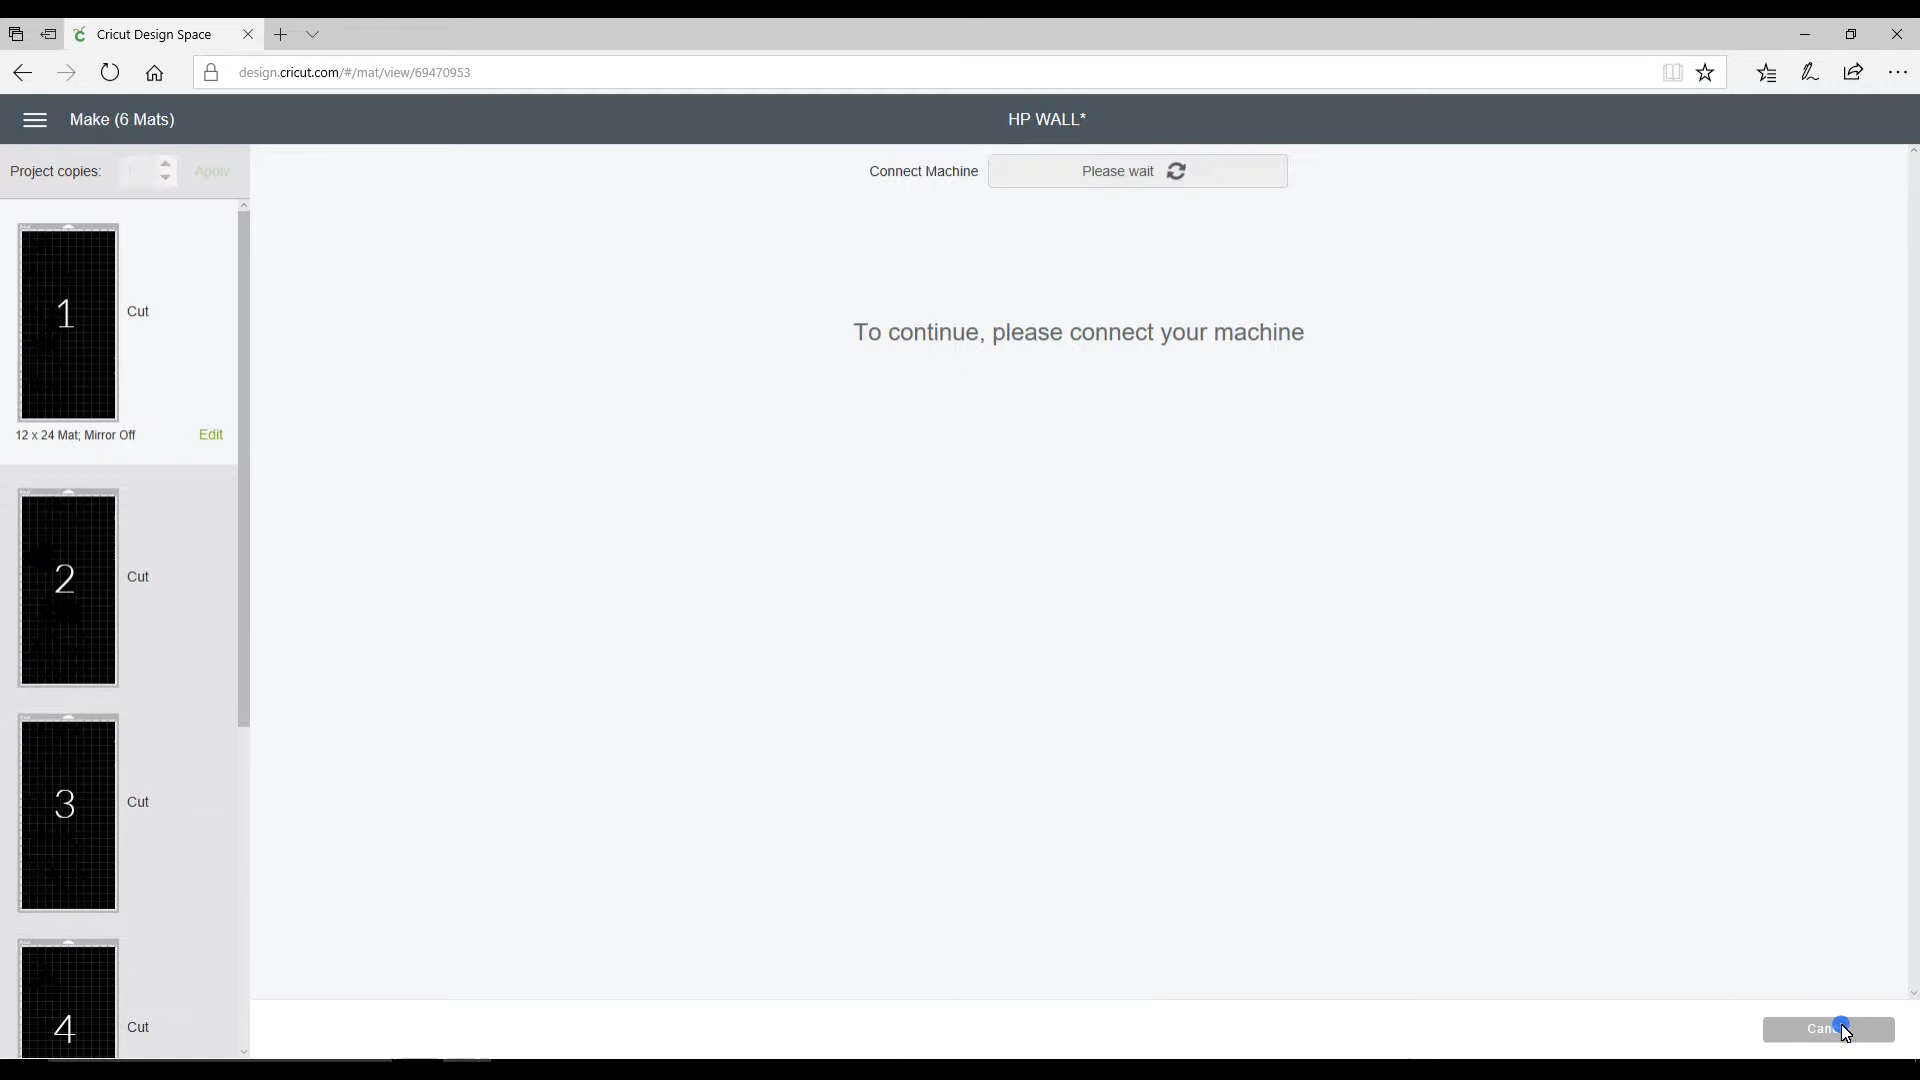 Cricut Design Space
design.cricut.com/#/mat/view/69470953
Make (6 Mats)
HP WALL*
Project copies:
1
Apply
Connect Machine
Please wait
To continue, please connect your machine
1
Cut
12 x 24 Mat; Mirror Off
Edit
2
Cut
3
Cut
4
Cut